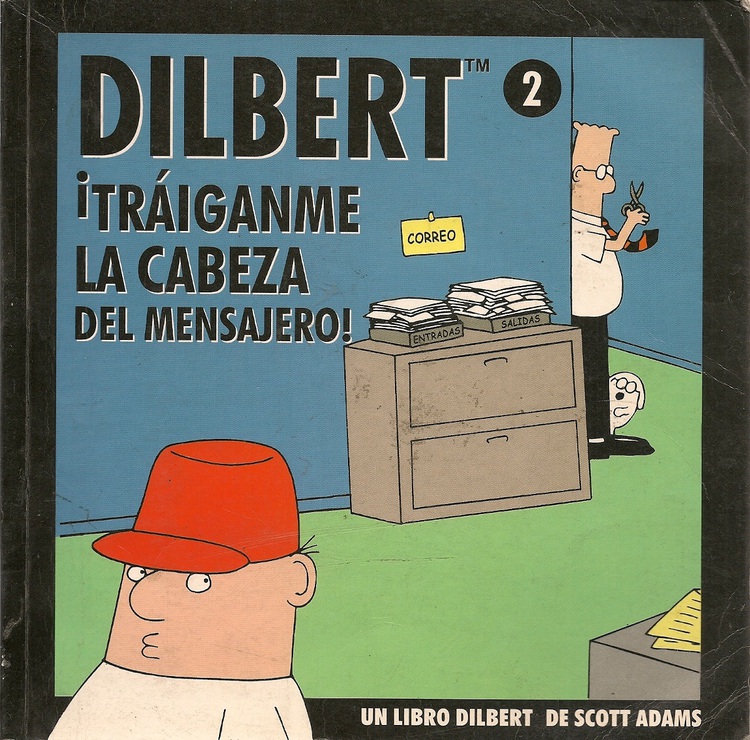 DILBERT™ 2
¡TRÁIGANME
LA CABEZA
DEL MENSAJERO!
CORREO
ENTRADAS
SALIDAS
UN LIBRO DILBERT DE SCOTT ADAMS